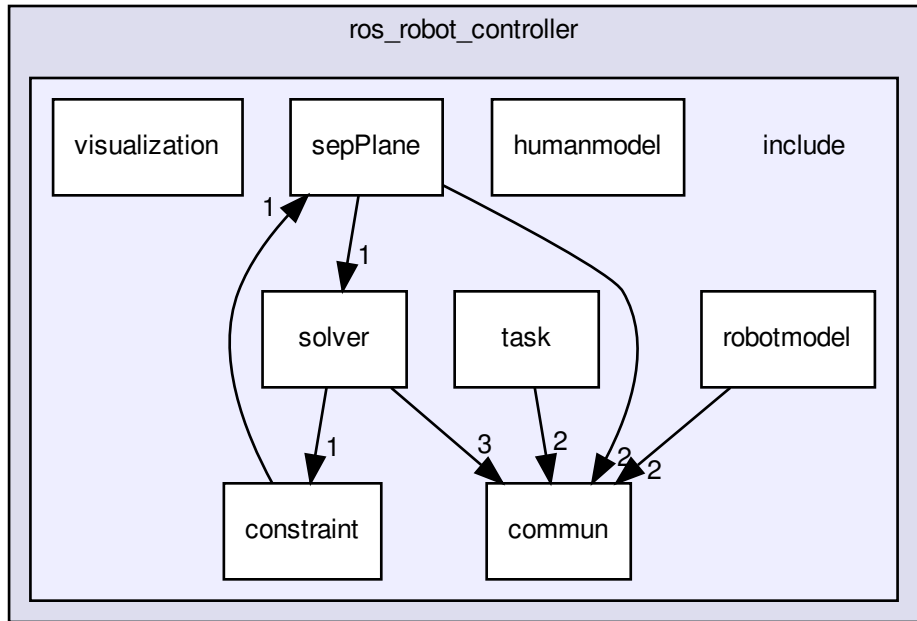 ros_robot_controller
visualization
sepPlane
humanmodel
include
1
1
solver
task
robotmodel
1
3
2
2
2
constraint
commun